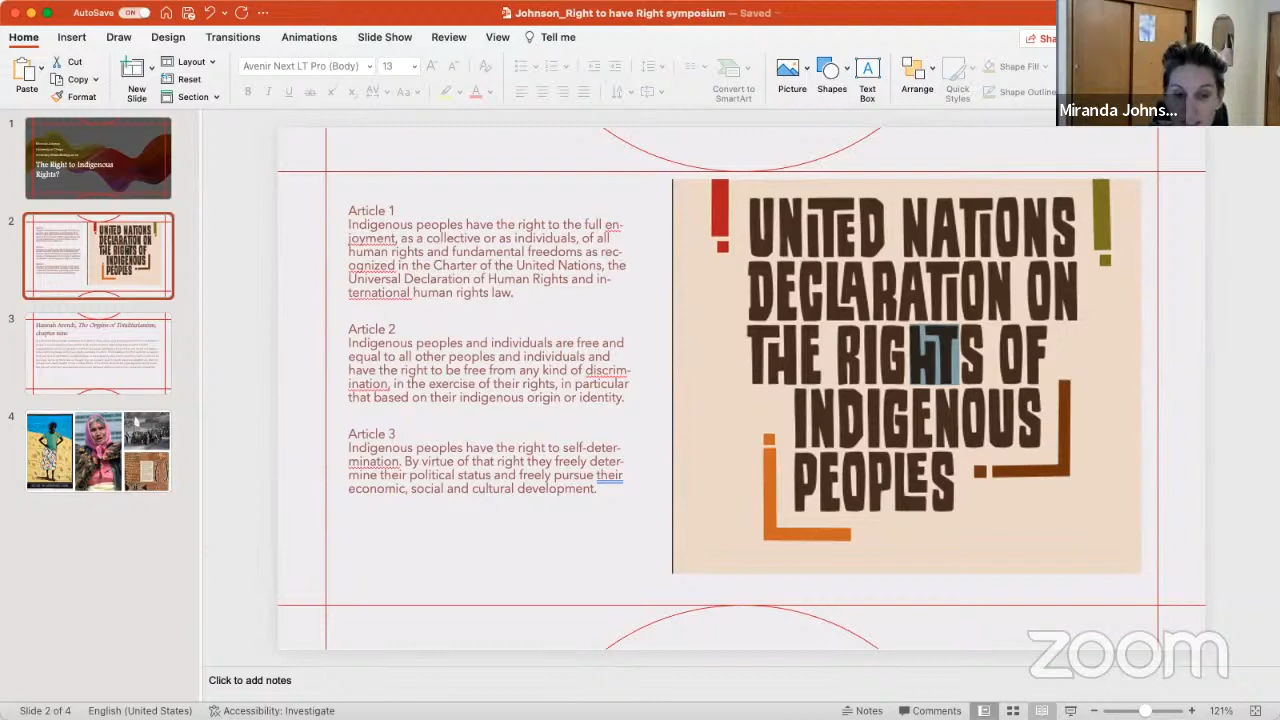 AutoSave ON
Johnson_Right to have Right symposium — Saved
Home Insert Draw Design Transitions Animations Slide Show Review View Tell me
Paste
Cut
Copy
Format
New Slide
Layout
Reset
Section
Avenir Next LT Pro (Body) 13
Convert to SmartArt
Picture
Shapes
Text Box
Arrange
Quick Styles
Shape Fill
Shape Outline
Miranda Johns...
1
The Right to Indigenous
Rights?
2
3
Hannah Arendt, The Origins of Totalitarianism,
chapter nine
4
Article 1
Indigenous peoples have the right to the full en-
joyment, as a collective or as individuals, of all
human rights and fundamental freedoms as rec-
ognized in the Charter of the United Nations, the
Universal Declaration of Human Rights and in-
ternational human rights law.
Article 2
Indigenous peoples and individuals are free and
equal to all other peoples and individuals and
have the right to be free from any kind of discrim-
ination, in the exercise of their rights, in particular
that based on their indigenous origin or identity.
Article 3
Indigenous peoples have the right to self-deter-
mination. By virtue of that right they freely deter-
mine their political status and freely pursue their
economic, social and cultural development.
UNITED NATIONS
DECLARATION ON
THE RIGHTS OF
INDIGENOUS
PEOPLES
zoom
Click to add notes
Slide 2 of 4 English (United States) Accessibility: Investigate Notes Comments 121%